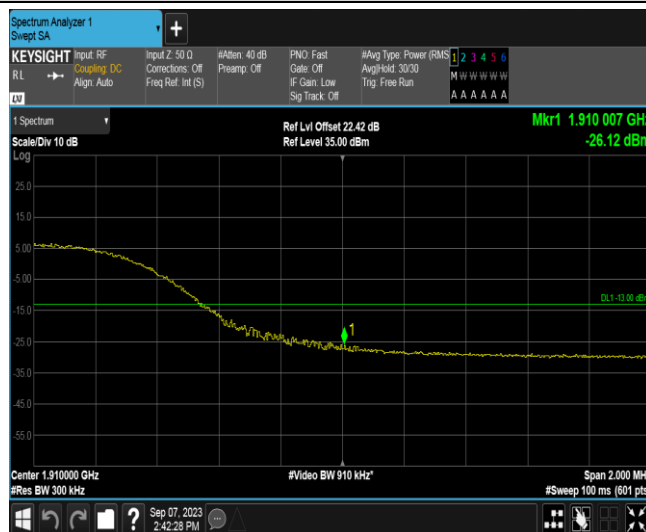 Spectrum Analyzer 1
Swept SA
+
KEYSIGHT
RL
LXI
Input: RF
Coupling: DC
Align: Auto
Input Z: 50 Ω
Corrections: Off
Freq Ref: Int (S)
#Atten: 40 dB
Preamp: Off
PNO: Fast
Gate: Off
IF Gain: Low
Sig Track: Off
#Avg Type: Power (RMS
Avg|Hold: 30/30
Trig: Free Run
1 2 3 4 5 6
M W W W W W
A A A A A A
1 Spectrum
Scale/Div 10 dB
Log
Ref Lvl Offset 22.42 dB
Ref Level 35.00 dBm
Mkr1 1.910 007 GHz
-26.12 dBm
25.0
15.0
5.00
-5.00
-15.0
-25.0
-35.0
-45.0
-55.0
DL1 -13.00 dBm
1
Center 1.910000 GHz
#Res BW 300 kHz
#Video BW 910 kHz*
Span 2.000 MH
#Sweep 100 ms (601 pts
?
Sep 07, 2023
2:42:28 PM